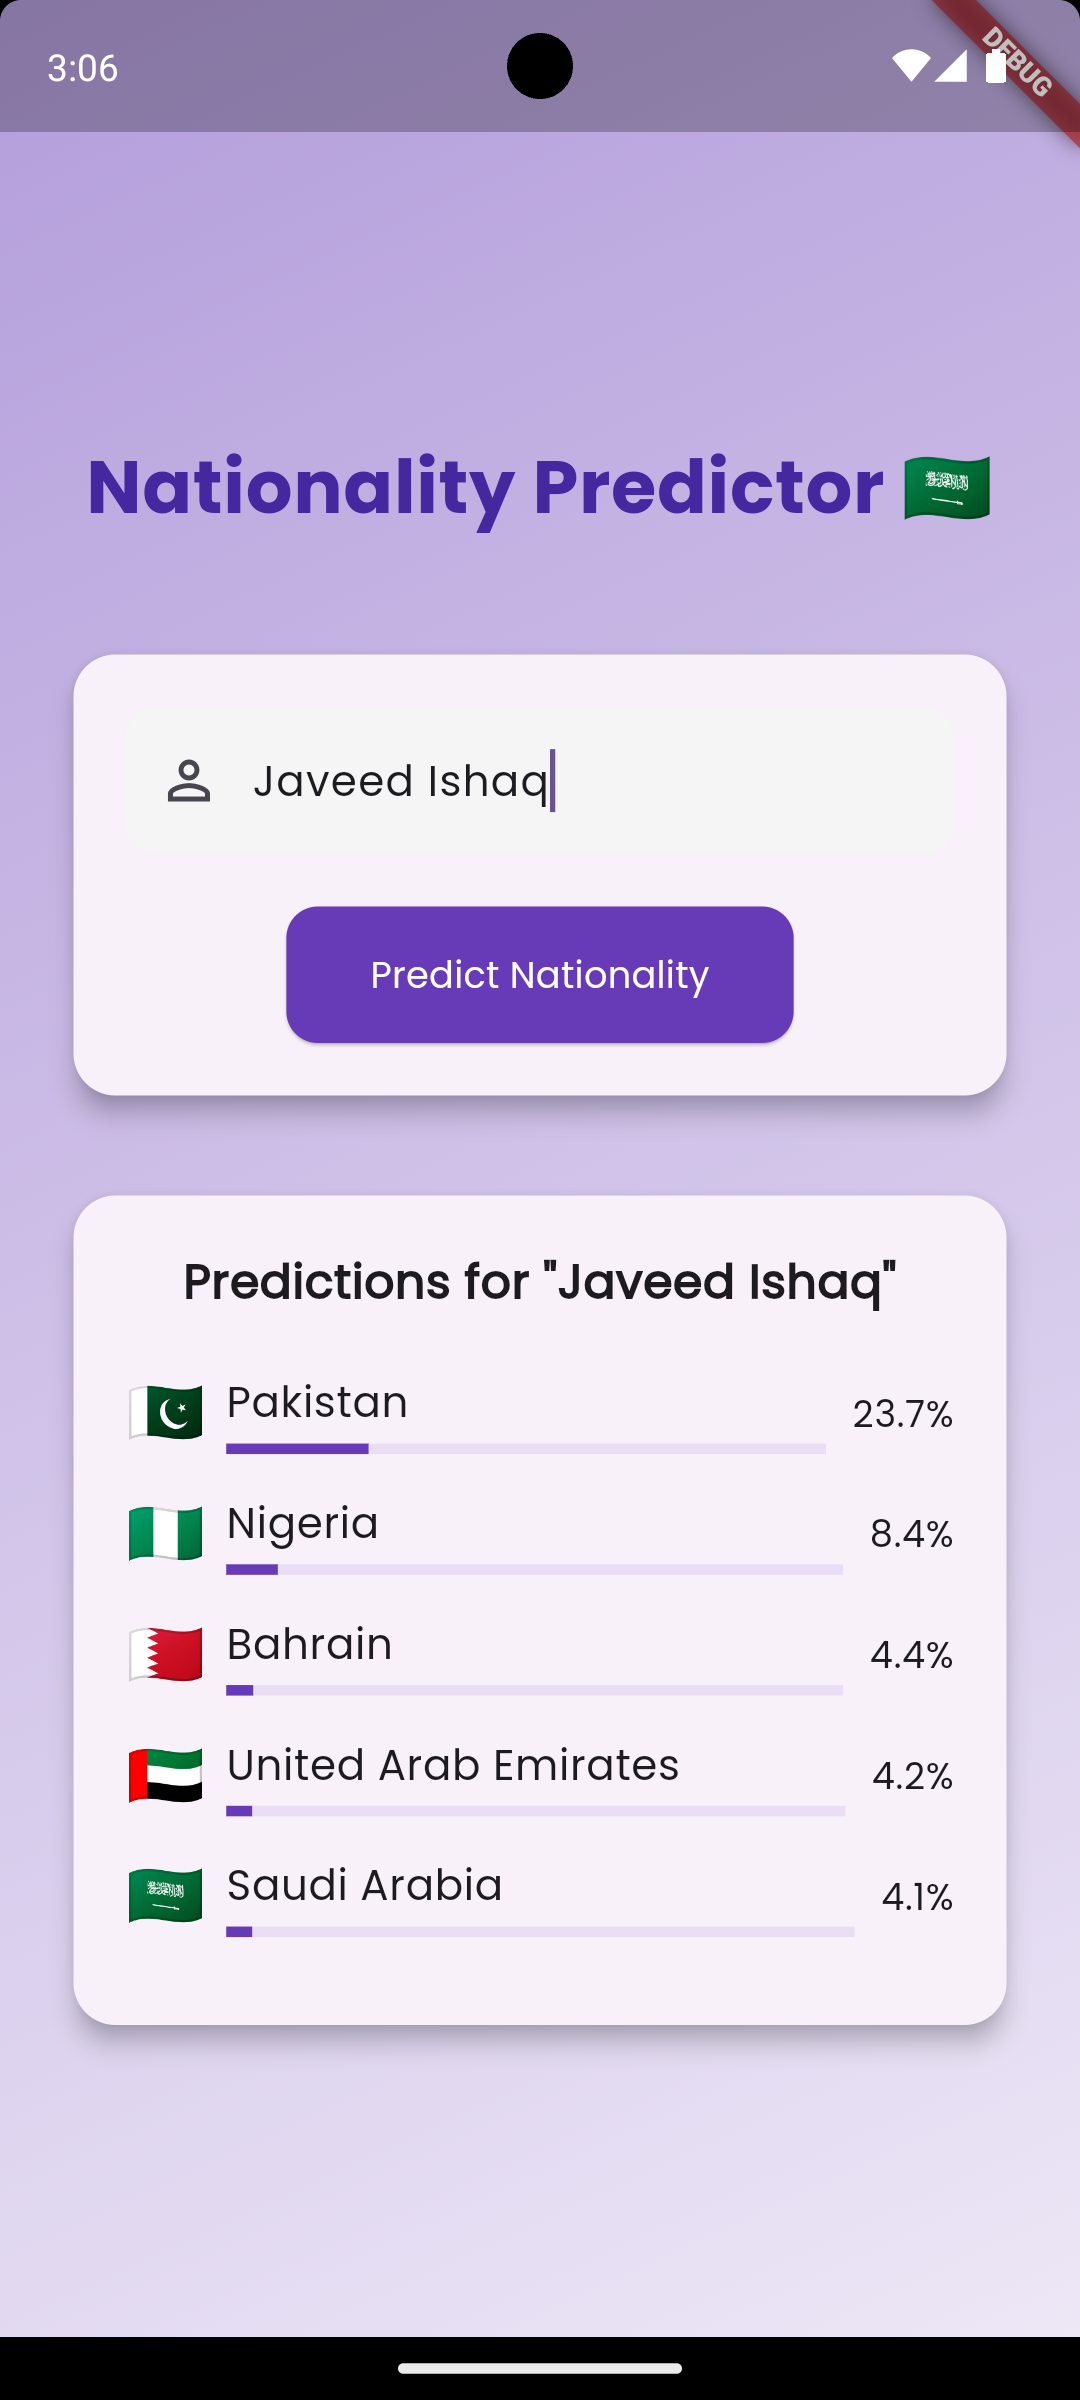 3:06
DEBUG
Nationality Predictor 🇸🇦
Javeed Ishaq
Predict Nationality
Predictions for "Javeed Ishaq"
Pakistan 23.7%
Nigeria 8.4%
Bahrain 4.4%
United Arab Emirates 4.2%
Saudi Arabia 4.1%